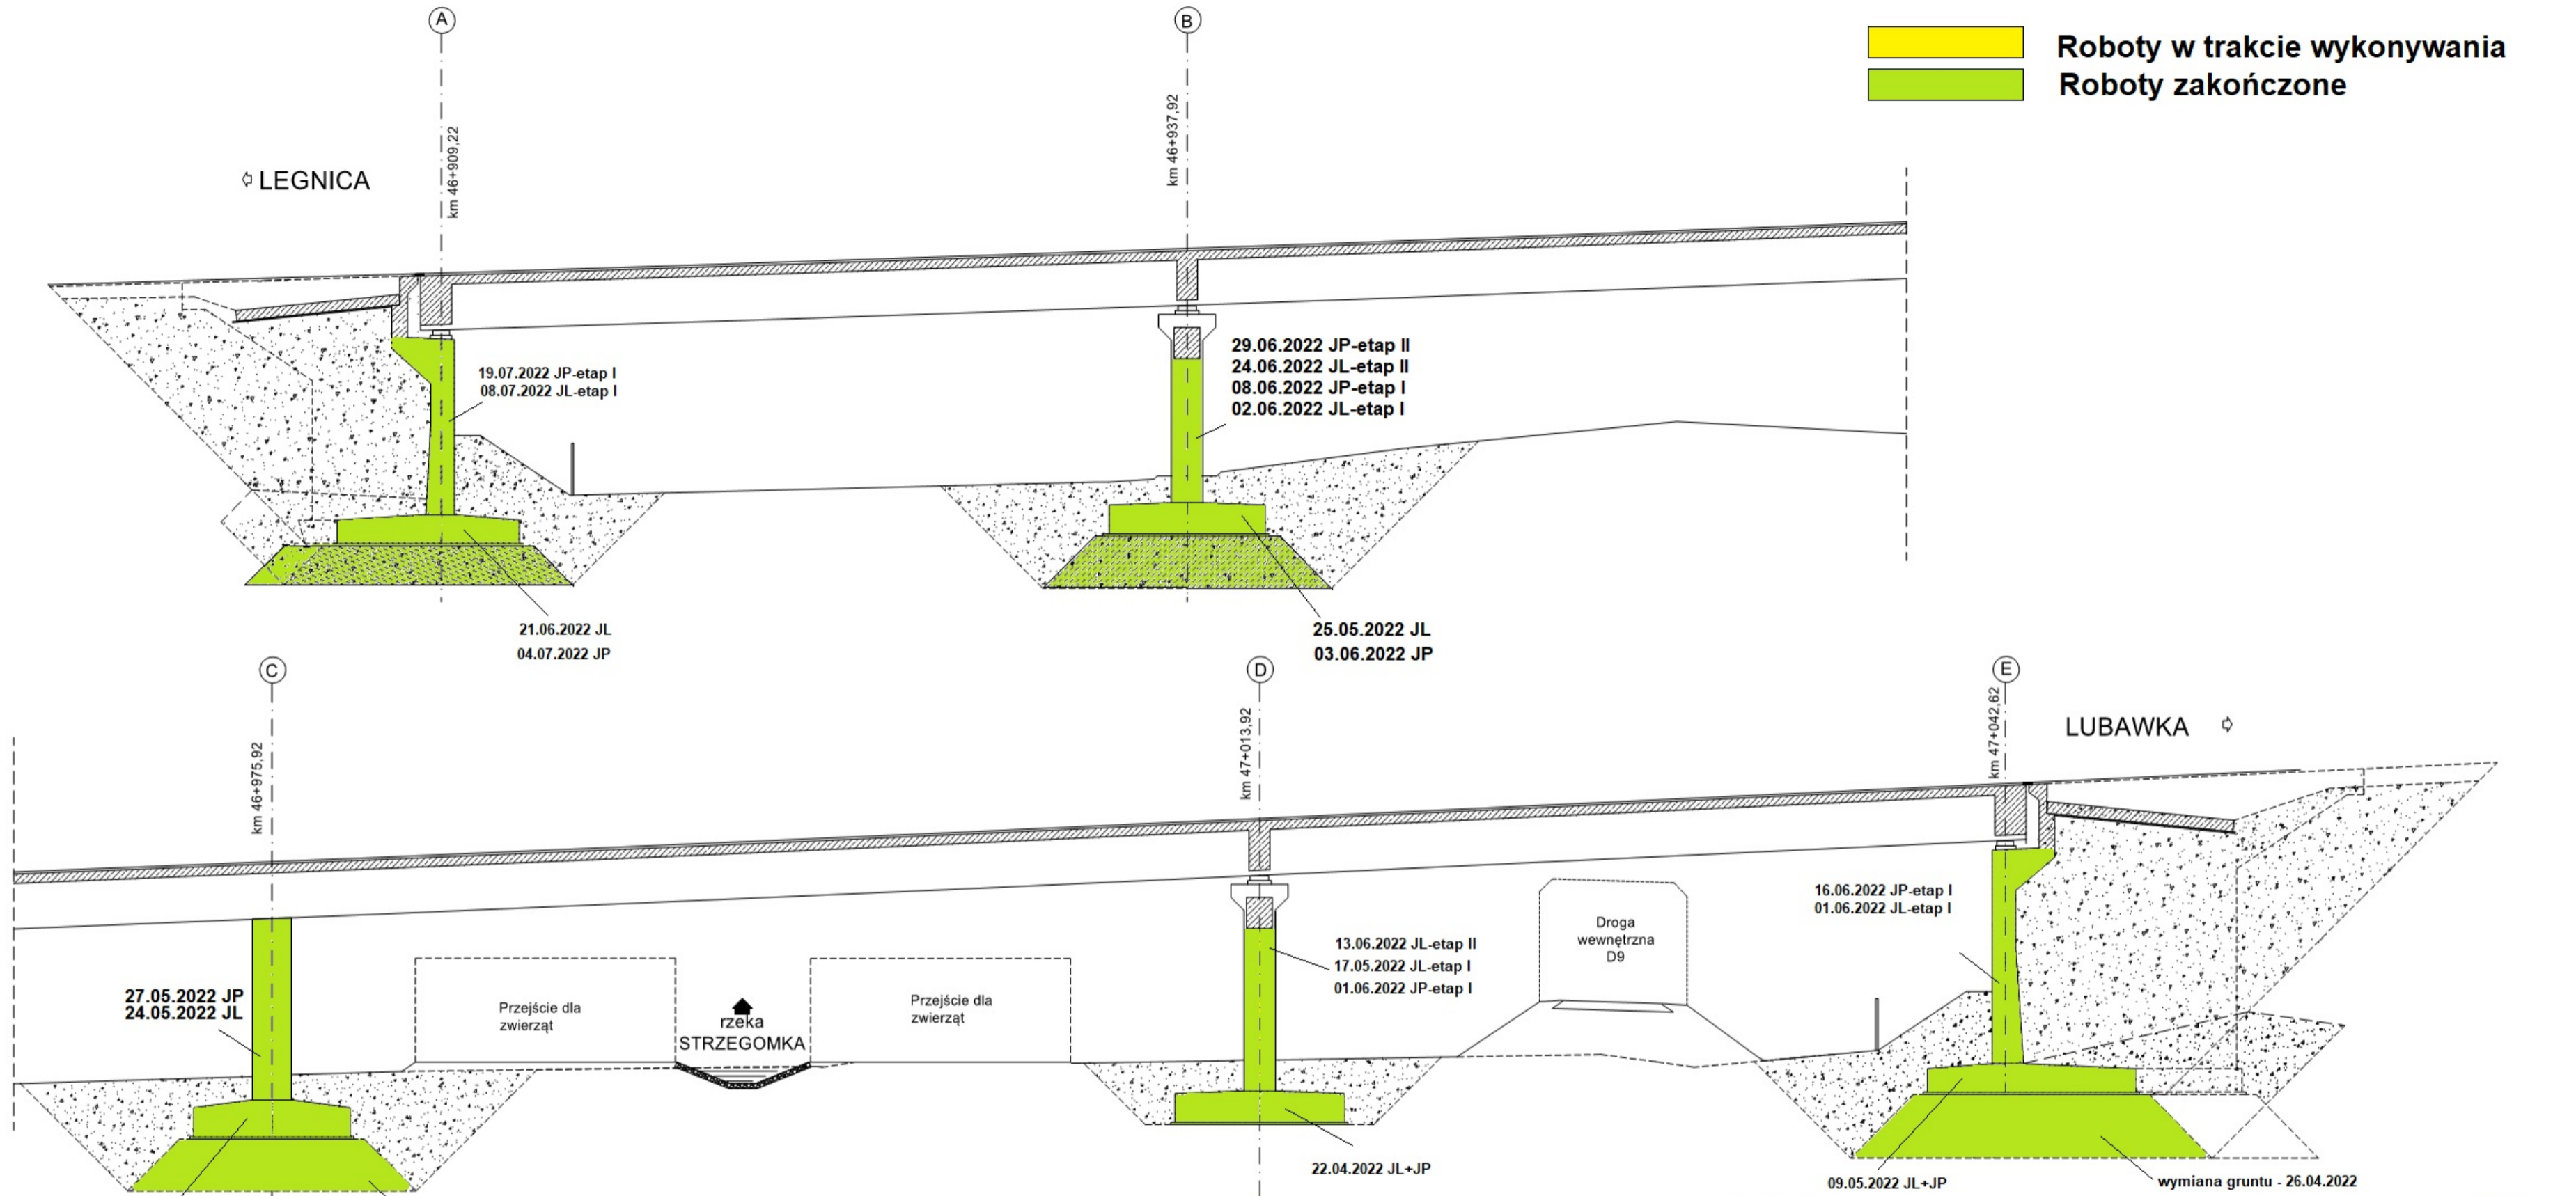 A
B
Roboty w trakcie wykonywania
Roboty zakończone
km 46+909,22
km 46+937,92
LEGNICA
19.07.2022 JP-etap I
08.07.2022 JL-etap I
29.06.2022 JP-etap II
24.06.2022 JL-etap II
08.06.2022 JP-etap I
02.06.2022 JL-etap I
21.06.2022 JL
04.07.2022 JP
25.05.2022 JL
03.06.2022 JP
C
D
E
km 46+975,92
km 47+013,92
km 47+042,62
LUBAWKA
27.05.2022 JP
24.05.2022 JL
Przejście dla
zwierząt
rzeka
STRZEGOMKA
Przejście dla
zwierząt
13.06.2022 JL-etap II
17.05.2022 JL-etap I
01.06.2022 JP-etap I
Droga
wewnętrzna
D9
16.06.2022 JP-etap I
01.06.2022 JL-etap I
22.04.2022 JL+JP
09.05.2022 JL+JP
wymiana gruntu - 26.04.2022